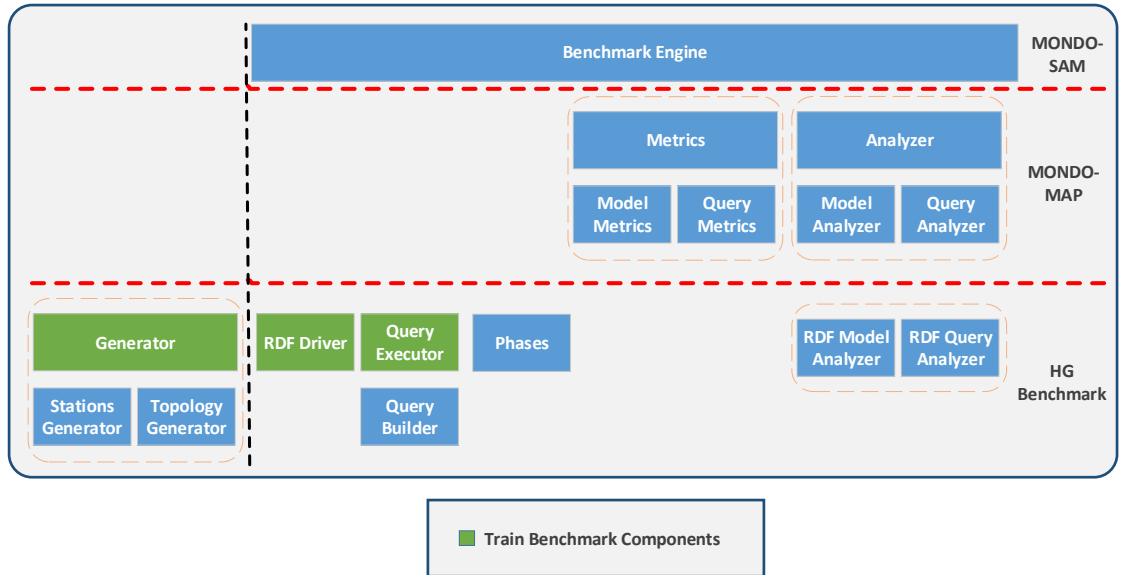 Benchmark Engine
MONDO-
SAM
Metrics
Analyzer
MONDO-
MAP
Model
Metrics
Query
Metrics
Model
Analyzer
Query
Analyzer
Generator
RDF Driver
Query
Executor
Phases
RDF Model
Analyzer
RDF Query
Analyzer
HG
Benchmark
Stations
Generator
Topology
Generator
Query
Builder
Train Benchmark Components